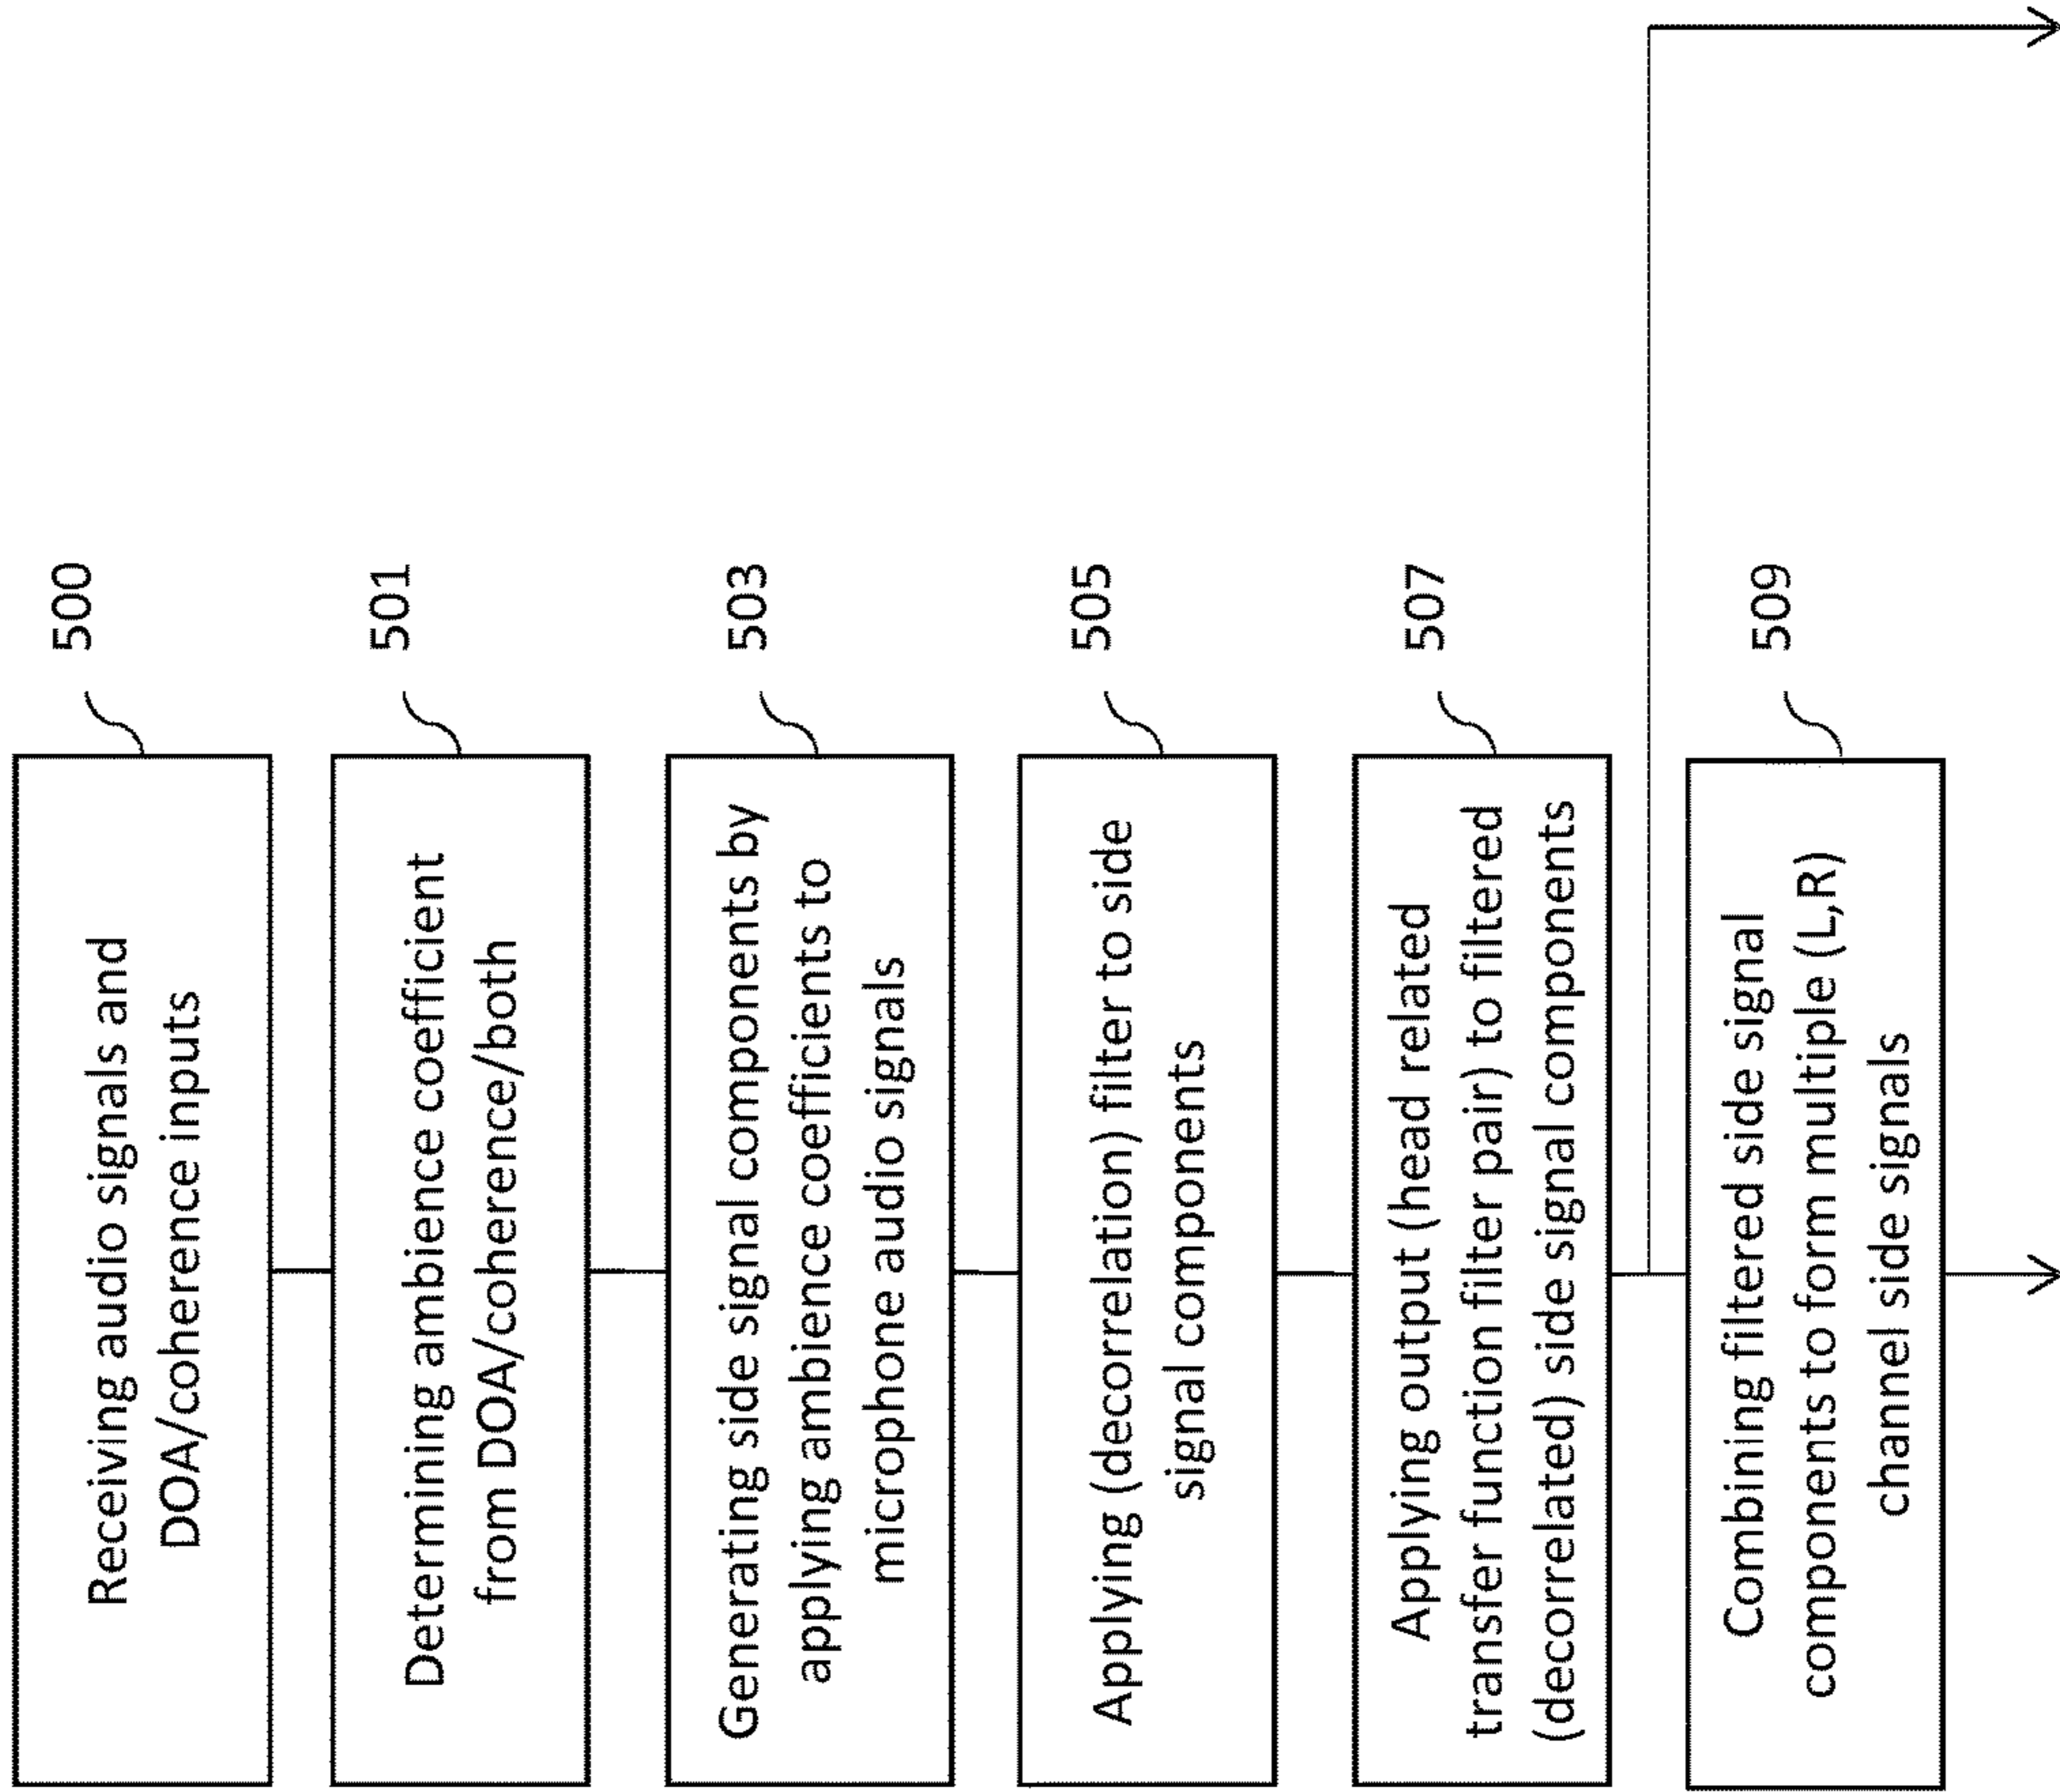 Receiving audio signals and
DOA/coherence inputs
500
Determining ambience coefficient
from DOA/coherence/both
501
Generating side signal components by
applying ambience coefficients to
microphone audio signals
503
Applying (decorrelation) filter to side
signal components
505
Applying output (head related
transfer function filter pair) to filtered
(decorrelated) side signal components
507
Combining filtered side signal
components to form multiple (L,R)
channel side signals
509